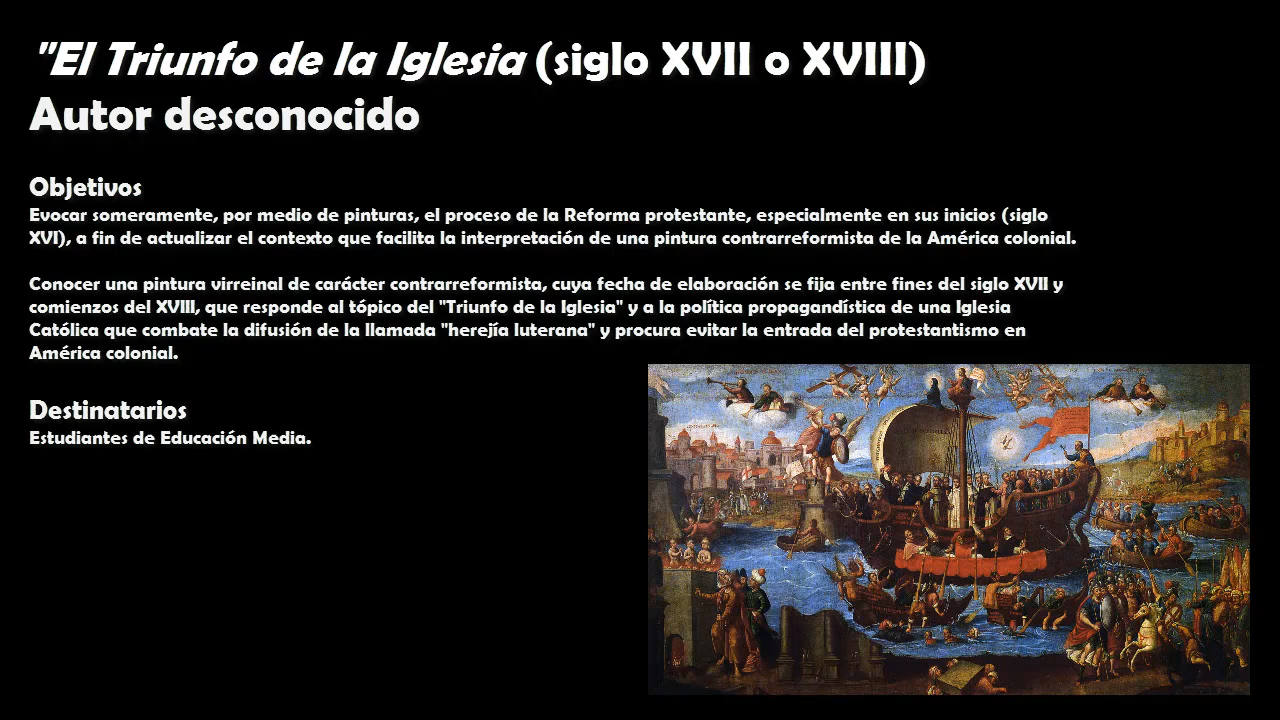 "El Triunfo de la Iglesia (siglo XVII o XVIII)
Autor desconocido
Objetivos
Evocar someramente, por medio de pinturas, el proceso de la Reforma protestante, especialmente en sus inicios (siglo
XVI), a fin de actualizar el contexto que facilita la interpretación de una pintura contrarreformista de la América colonial.
Conocer una pintura virreinal de carácter contrarreformista, cuya fecha de elaboración se fija entre fines del siglo XVII y
comienzos del XVIII, que responde al tópico del "Triunfo de la Iglesia" y a la política propagandística de una Iglesia
Católica que combate la difusión de la llamada "herejía luterana" y procura evitar la entrada del protestantismo en
América colonial.
Destinatarios
Estudiantes de Educación Media.